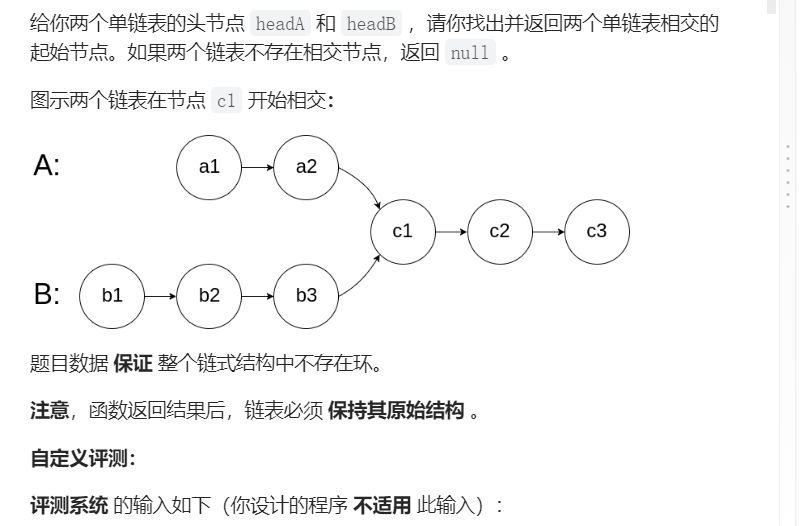 给你两个单链表的头节点 headA 和 headB ，请你找出并返回两个单链表相交的
起始节点。如果两个链表不存在相交节点，返回 null 。
图示两个链表在节点 c1 开始相交：
A: a1 a2
c1 c2 c3
B: b1 b2 b3
题目数据 保证 整个链式结构中不存在环。
注意，函数返回结果后，链表必须 保持其原始结构 。
自定义评测：
评测系统 的输入如下（你设计的程序 不适用 此输入）：